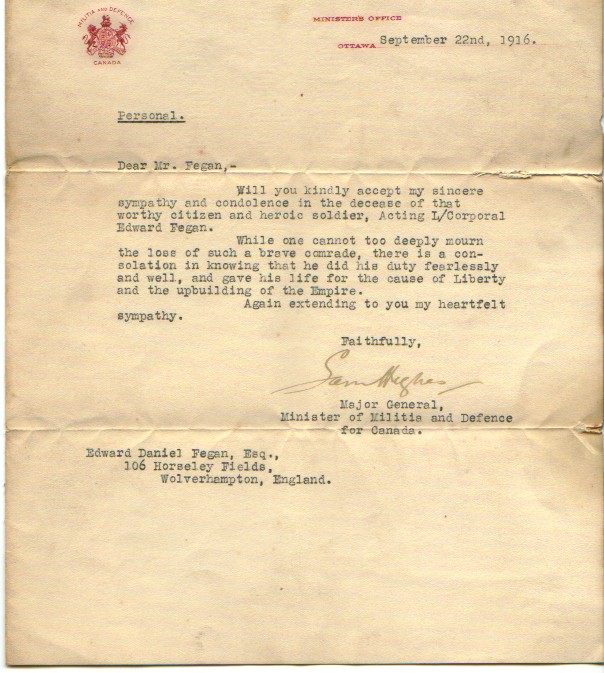 MILITIA AND DEFENCE
CANADA
MINISTER'S OFFICE
OTTAWA September 22nd, 1916.
Personal.
Dear Mr. Fegan,-
Will you kindly accept my sincere
sympathy and condolence in the decease of that
worthy citizen and heroic soldier, Acting L/Corporal
Edward Fegan.
While one cannot too deeply mourn
the loss of such a brave comrade, there is a con-
solation in knowing that he did his duty fearlessly
and well, and gave his life for the cause of Liberty
and the upbuilding of the Empire.
Again extending to you my heartfelt
sympathy.
Faithfully,
Sam Hughes
Major General,
Minister of Militia and Defence
for Canada.
Edward Daniel Fegan, Esq.,
106 Horseley Fields,
Wolverhampton, England.